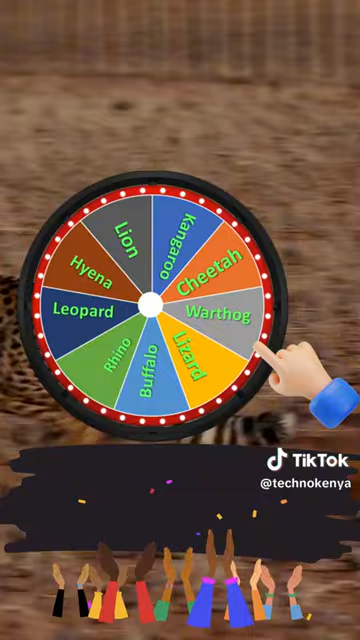 Kangaroo
Cheetah
Warthog
Lizard
Buffalo
Rhino
Leopard
Hyena
Lion
TikTok
@technokenya